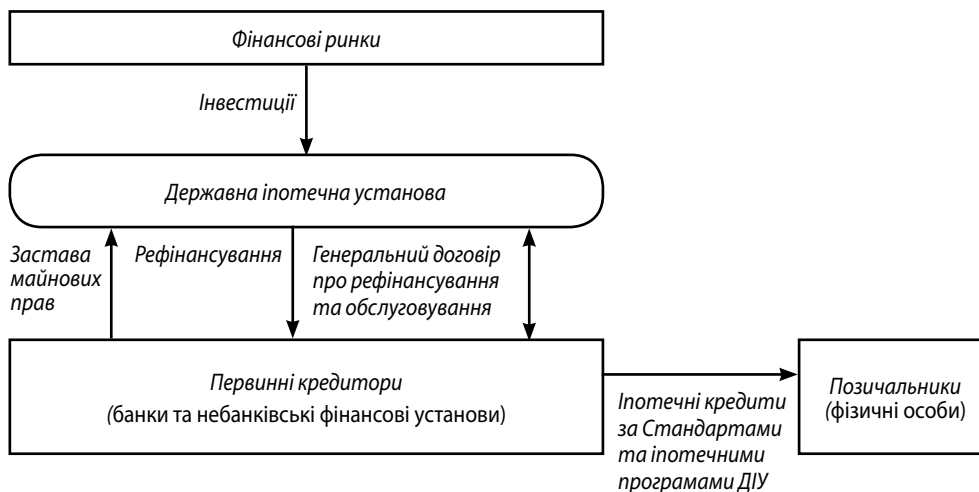 Фінансові ринки
Інвестиції
Державна іпотечна установа
Застава
майнових
прав
Рефінансування
Генеральний договір
про рефінансування
та обслуговування
Первинні кредитори
(банки та небанківські фінансові установи)
Іпотечні кредити
за Стандартами
та іпотечними
програмами ДІУ
Позичальники
(фізичні особи)